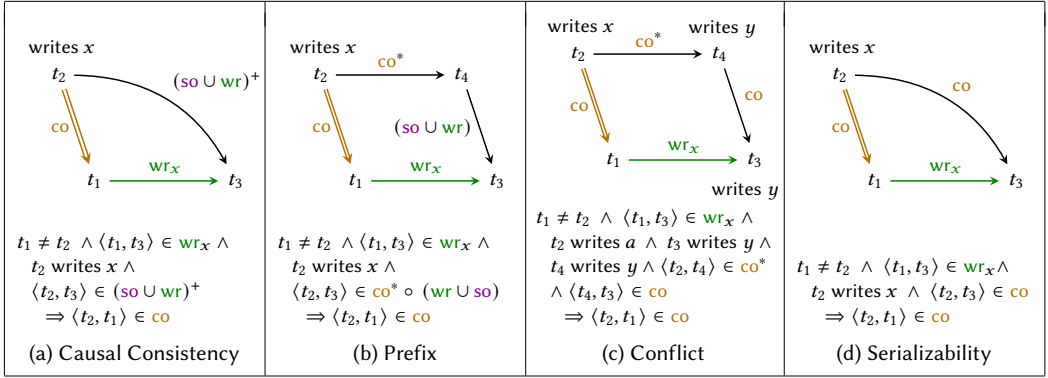 writes x
t₂
(so ∪ wr)⁺
co
wrₓ
t₁
t₃
t₁ ≠ t₂ ∧ ⟨t₁, t₃⟩ ∈ wrₓ ∧
t₂ writes x ∧
⟨t₂, t₃⟩ ∈ (so ∪ wr)⁺
⇒ ⟨t₂, t₁⟩ ∈ co
(a) Causal Consistency
writes x
co*
t₂
t₄
(so ∪ wr)
co
wrₓ
t₁
t₃
t₁ ≠ t₂ ∧ ⟨t₁, t₃⟩ ∈ wrₓ ∧
t₂ writes x ∧
⟨t₂, t₃⟩ ∈ co* ∘ (wr ∪ so)
⇒ ⟨t₂, t₁⟩ ∈ co
(b) Prefix
writes x
writes y
co*
t₂
t₄
co
co
wrₓ
t₁
t₃
writes y
t₁ ≠ t₂ ∧ ⟨t₁, t₃⟩ ∈ wrₓ ∧
t₂ writes a ∧ t₃ writes y ∧
t₄ writes y ∧ ⟨t₂, t₄⟩ ∈ co*
∧ ⟨t₄, t₃⟩ ∈ co
⇒ ⟨t₂, t₁⟩ ∈ co
(c) Conflict
writes x
t₂
co
co
wrₓ
t₁
t₃
t₁ ≠ t₂ ∧ ⟨t₁, t₃⟩ ∈ wrₓ∧
t₂ writes x ∧ ⟨t₂, t₃⟩ ∈ co
⇒ ⟨t₂, t₁⟩ ∈ co
(d) Serializability